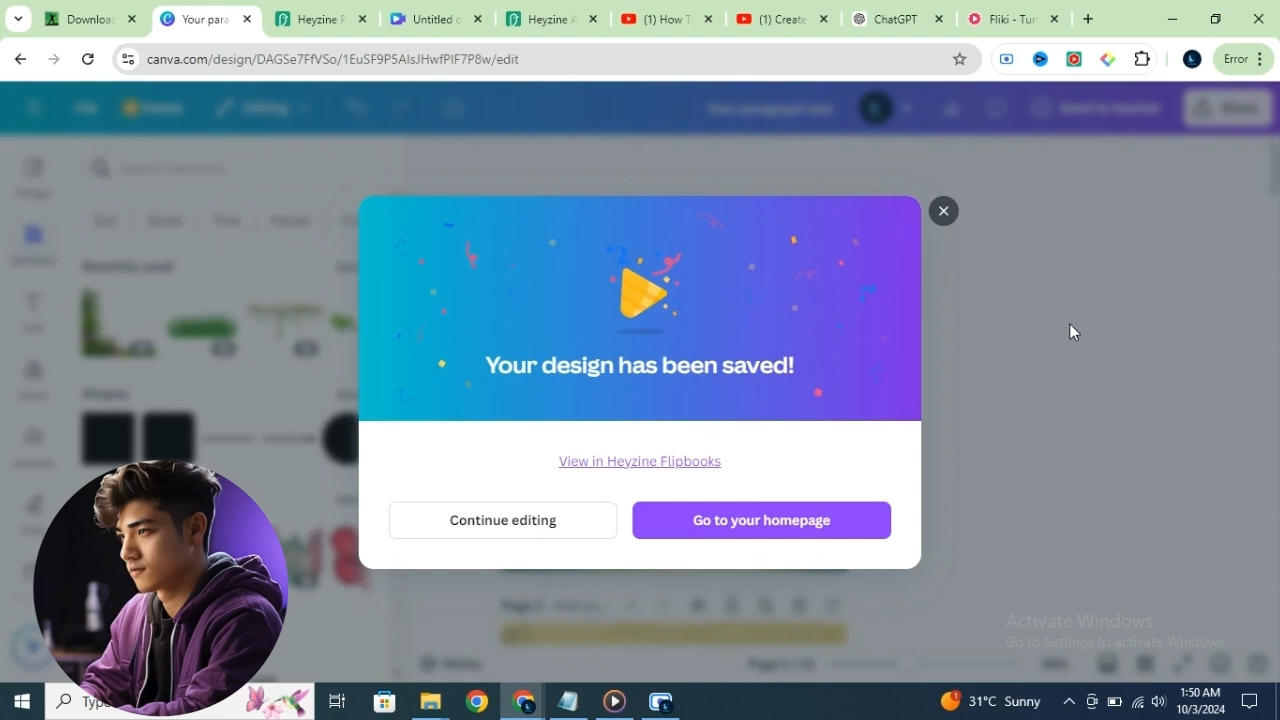 Downloa
Your para
Heyzine F
Untitled d
Heyzine A
(1) How T
(1) Create
ChatGPT
Fliki - Tur
canva.com/design/DAGSe7FfVSo/1EuSF9P5AIsJHwfPIF7P8w/edit
Error
Share
Your design has been saved!
View in Heyzine Flipbooks
Continue editing
Go to your homepage
Activate Windows
Go to Settings to activate Windows.
Type
31°C Sunny
1:50 AM
10/3/2024